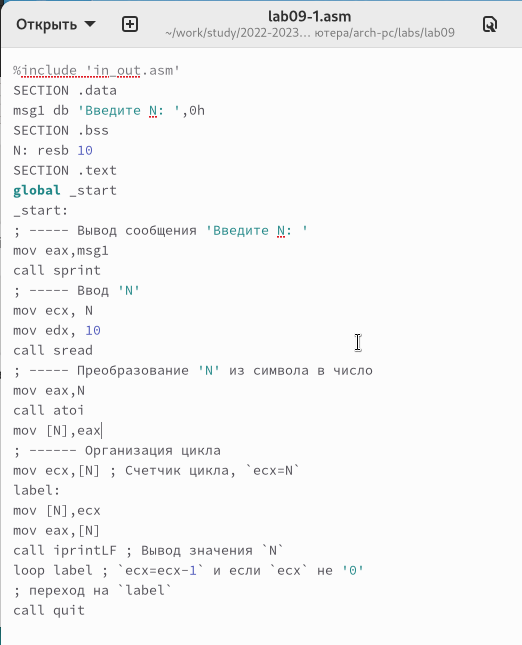 Открыть
lab09-1.asm
~/work/study/2022-2023… ютера/arch-pc/labs/lab09
%include 'in_out.asm'
SECTION .data
msg1 db 'Введите N: ',0h
SECTION .bss
N: resb 10
SECTION .text
global _start
_start:
; ----- Вывод сообщения 'Введите N: '
mov eax,msg1
call sprint
; ----- Ввод 'N'
mov ecx, N
mov edx, 10
call sread
; ----- Преобразование 'N' из символа в число
mov eax,N
call atoi
mov [N],eax
; ------ Организация цикла
mov ecx,[N] ; Счетчик цикла, `ecx=N`
label:
mov [N],ecx
mov eax,[N]
call iprintLF ; Вывод значения `N`
loop label ; `ecx=ecx-1` и если `ecx` не '0'
; переход на `label`
call quit